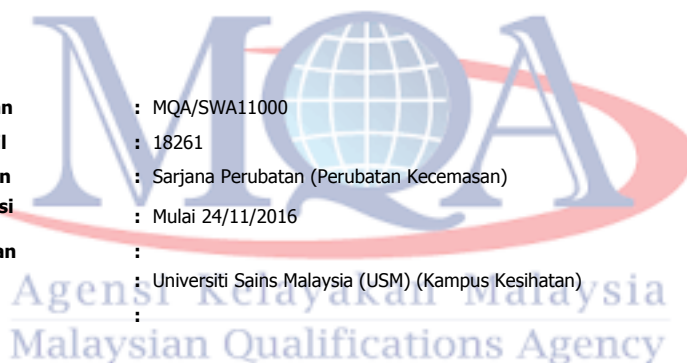 MQA
an : MQA/SWA11000
l : 18261
n : Sarjana Perubatan (Perubatan Kecemasan)
si : Mulai 24/11/2016
an :
: Universiti Sains Malaysia (USM) (Kampus Kesihatan)
:
Agensi Kelayakan Malaysia
Malaysian Qualifications Agency